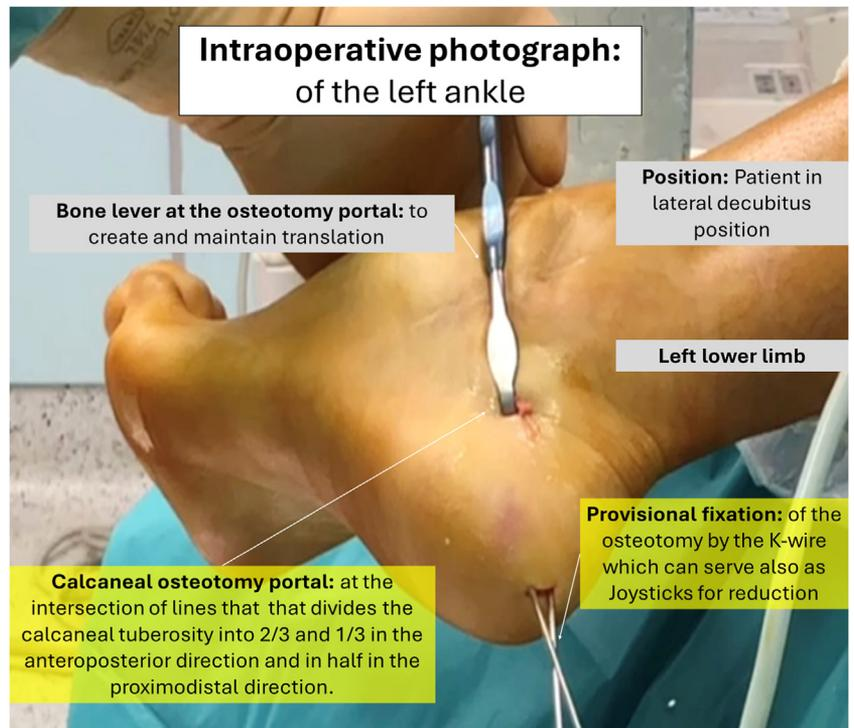 Intraoperative photograph:
of the left ankle
Position: Patient in
lateral decubitus
position
Bone lever at the osteotomy portal: to
create and maintain translation
Left lower limb
Provisional fixation: of the
osteotomy by the K-wire
which can serve also as
Joysticks for reduction
Calcaneal osteotomy portal: at the
intersection of lines that that divides the
calcaneal tuberosity into 2/3 and 1/3 in the
anteroposterior direction and in half in the
proximodistal direction.